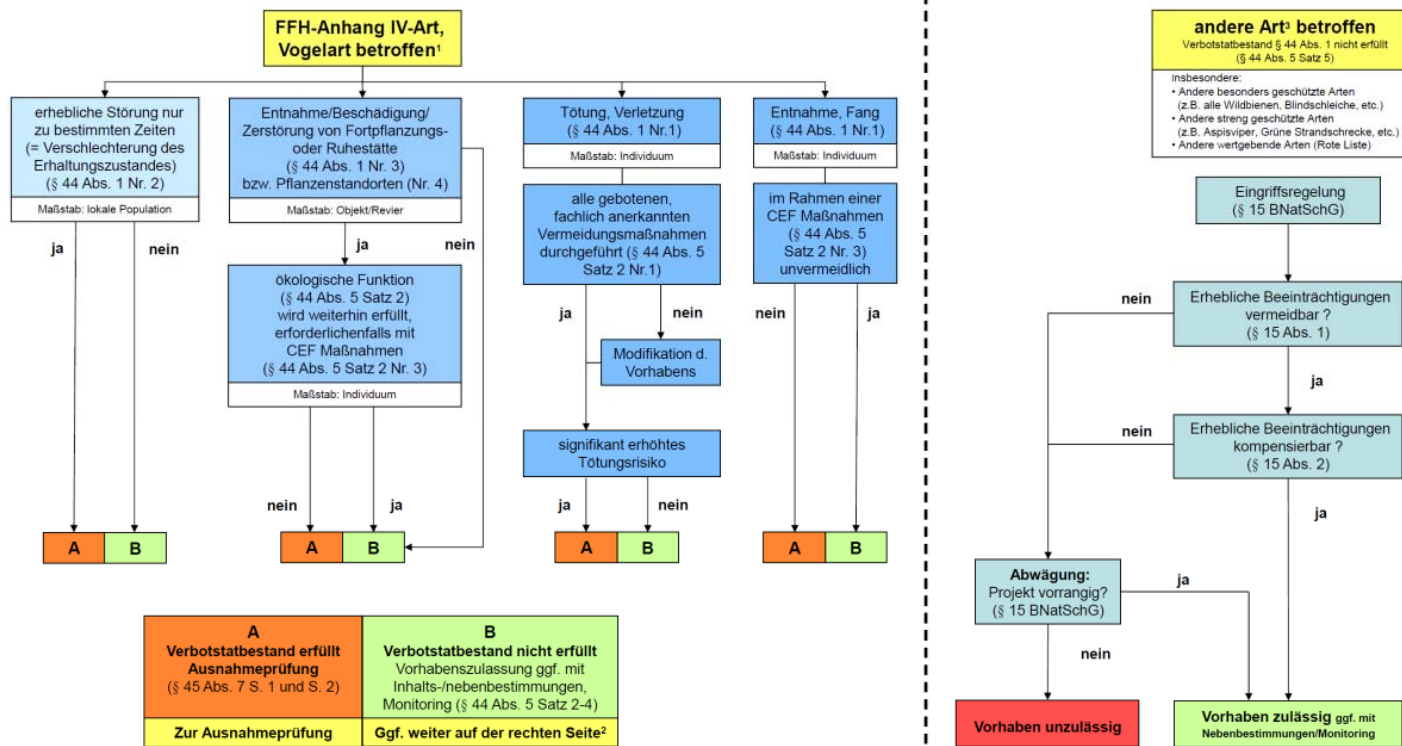 FFH-Anhang IV-Art,
Vogelart betroffen¹
erhebliche Störung nur
zu bestimmten Zeiten
(= Verschlechterung des
Erhaltungszustandes)
(§ 44 Abs. 1 Nr. 2)
Maßstab: lokale Population
ja
nein
Entnahme/Beschädigung/
Zerstörung von Fortpflanzungs-
oder Ruhestätte
(§ 44 Abs. 1 Nr. 3)
bzw. Pflanzenstandorten (Nr. 4)
Maßstab: Objekt/Revier
ja
nein
ökologische Funktion
(§ 44 Abs. 5 Satz 2)
wird weiterhin erfüllt,
erforderlichenfalls mit
CEF Maßnahmen
(§ 44 Abs. 5 Satz 2 Nr. 3)
Maßstab: Individuum
nein
ja
Tötung, Verletzung
(§ 44 Abs. 1 Nr.1)
Maßstab: Individuum
alle gebotenen,
fachlich anerkannten
Vermeidungsmaßnahmen
durchgeführt (§ 44 Abs. 5
Satz 2 Nr.1)
ja
nein
Modifikation d.
Vorhabens
signifikant erhöhtes
Tötungsrisiko
ja
nein
Entnahme, Fang
(§ 44 Abs. 1 Nr.1)
Maßstab: Individuum
im Rahmen einer
CEF Maßnahmen
(§ 44 Abs. 5
Satz 2 Nr. 3)
unvermeidlich
nein
ja
A
B
A
B
A
B
A
B
A
Verbotstatbestand erfüllt
Ausnahmeprüfung
(§ 45 Abs. 7 S. 1 und S. 2)
Zur Ausnahmeprüfung
B
Verbotstatbestand nicht erfüllt
Vorhabenszulassung ggf. mit
Inhalts-/nebenbestimmungen,
Monitoring (§ 44 Abs. 5 Satz 2-4)
Ggf. weiter auf der rechten Seite²
andere Art³ betroffen
Verbotstatbestand § 44 Abs. 1 nicht erfüllt
(§ 44 Abs. 5 Satz 5)
Insbesondere:
• Andere besonders geschützte Arten
(z.B. alle Wildbienen, Blindschleiche, etc.)
• Andere streng geschützte Arten
(z.B. Aspisviper, Grüne Strandschrecke, etc.)
• Andere wertgebende Arten (Rote Liste)
Eingriffsregelung
(§ 15 BNatSchG)
nein
Erhebliche Beeinträchtigungen
vermeidbar ?
(§ 15 Abs. 1)
ja
nein
Erhebliche Beeinträchtigungen
kompensierbar ?
(§ 15 Abs. 2)
ja
Abwägung:
Projekt vorrangig?
(§ 15 BNatSchG)
ja
nein
Vorhaben unzulässig
Vorhaben zulässig ggf. mit
Nebenbestimmungen/Monitoring